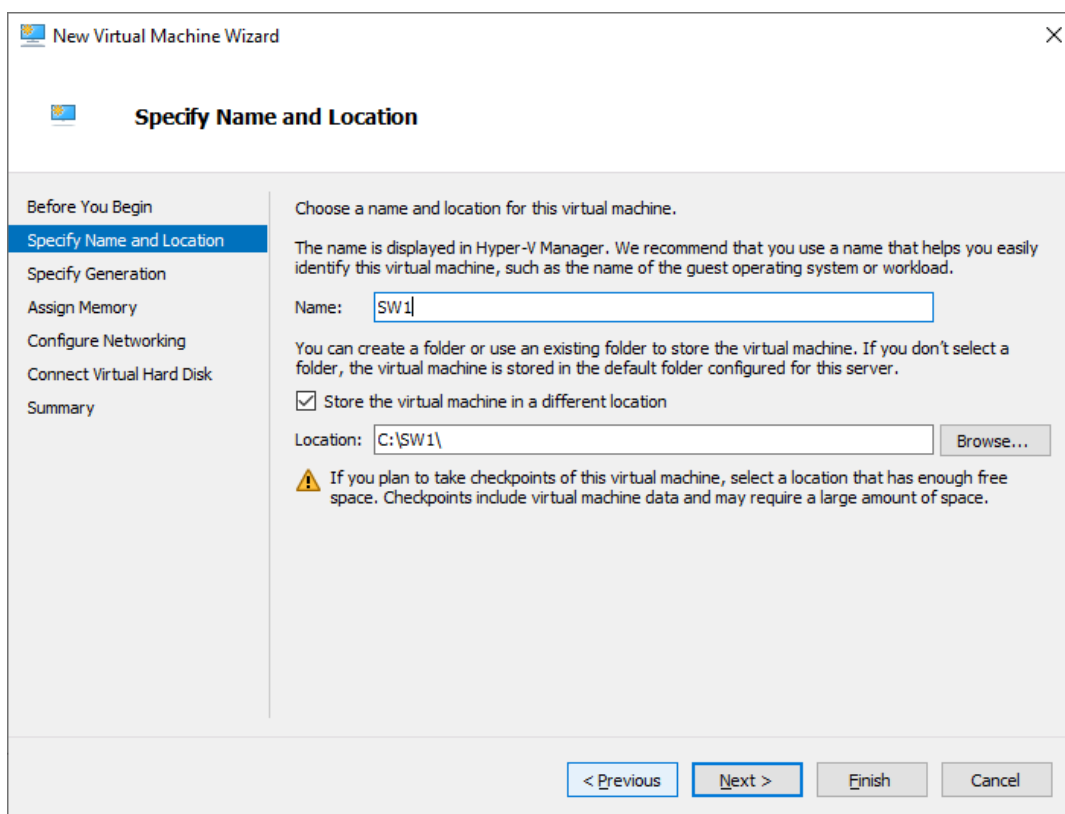 New Virtual Machine Wizard
Specify Name and Location
Before You Begin
Specify Name and Location
Specify Generation
Assign Memory
Configure Networking
Connect Virtual Hard Disk
Summary
Choose a name and location for this virtual machine.
The name is displayed in Hyper-V Manager. We recommend that you use a name that helps you easily
identify this virtual machine, such as the name of the guest operating system or workload.
Name: SW1
You can create a folder or use an existing folder to store the virtual machine. If you don't select a
folder, the virtual machine is stored in the default folder configured for this server.
Store the virtual machine in a different location
Location: C:\SW1\ Browse...
If you plan to take checkpoints of this virtual machine, select a location that has enough free
space. Checkpoints include virtual machine data and may require a large amount of space.
< Previous Next > Finish Cancel